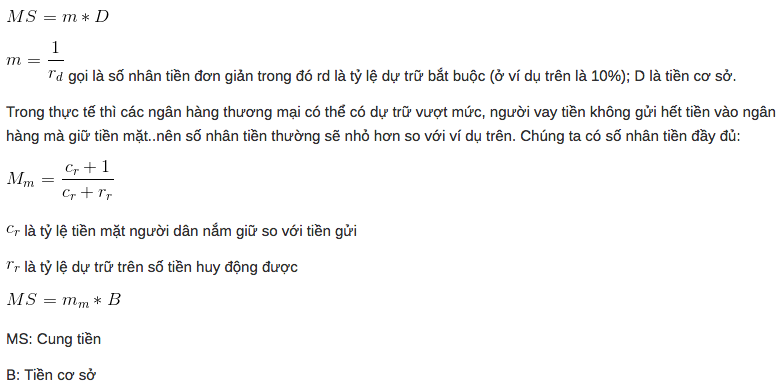 MS = m * D
m = 1/r_d gọi là số nhân tiền đơn giản trong đó rd là tỷ lệ dự trữ bắt buộc (ở ví dụ trên là 10%); D là tiền cơ sở.
Trong thực tế thì các ngân hàng thương mại có thể có dự trữ vượt mức, người vay tiền không gửi hết tiền vào ngân
hàng mà giữ tiền mặt..nên số nhân tiền thường sẽ nhỏ hơn so với ví dụ trên. Chúng ta có số nhân tiền đầy đủ:
M_m = (c_r + 1)/(c_r + r_r)
c_r là tỷ lệ tiền mặt người dân nắm giữ so với tiền gửi
r_r là tỷ lệ dự trữ trên số tiền huy động được
MS = m_m * B
MS: Cung tiền
B: Tiền cơ sở